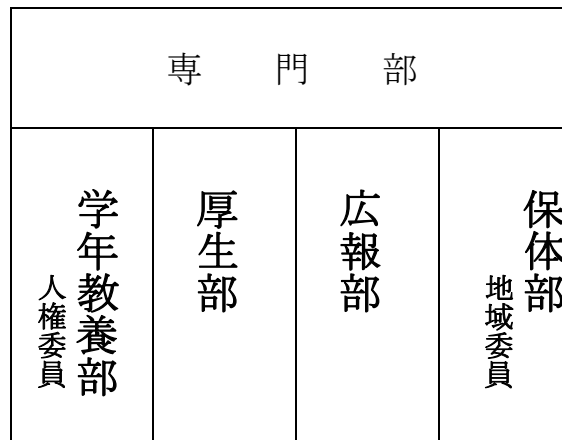 専門部
保体部
地域委員
広報部
厚生部
学年教養部
人権委員